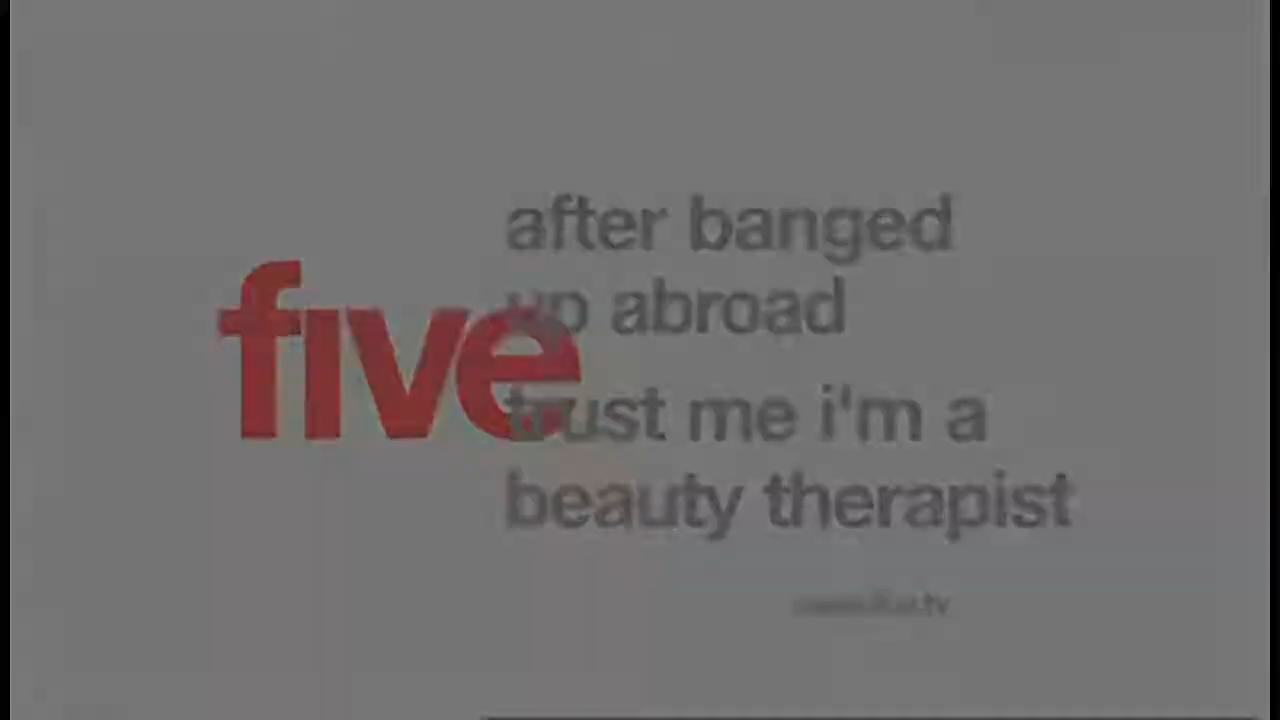 five
after banged
up abroad
trust me i'm a
beauty therapist